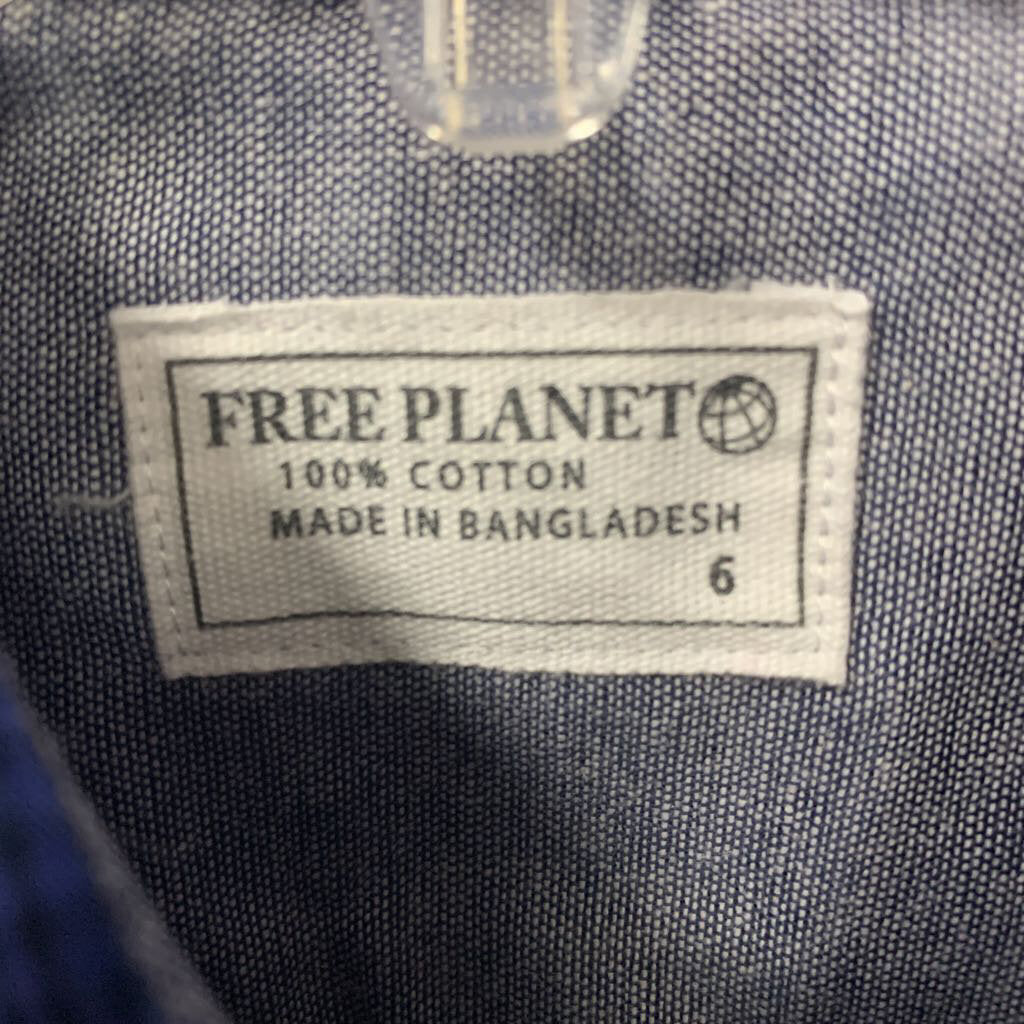 FREE PLANET
100% COTTON
MADE IN BANGLADESH
6